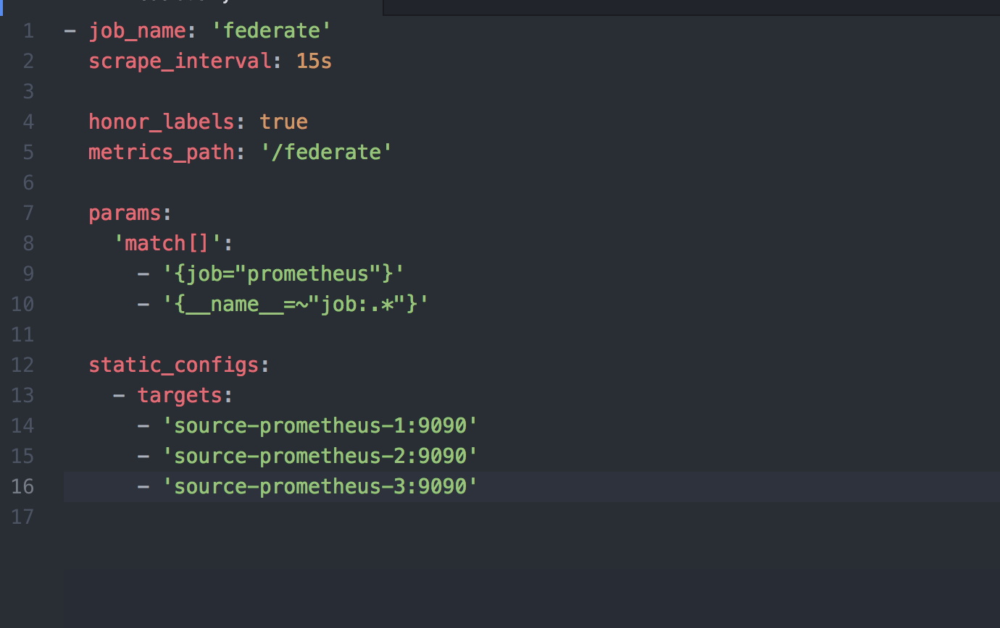 1 - job_name: 'federate'
2 scrape_interval: 15s
3
4 honor_labels: true
5 metrics_path: '/federate'
6
7 params:
8 'match[]':
9 - '{job="prometheus"}'
10 - '{__name__=~"job:.*"}'
11
12 static_configs:
13 - targets:
14 - 'source-prometheus-1:9090'
15 - 'source-prometheus-2:9090'
16 - 'source-prometheus-3:9090'
17